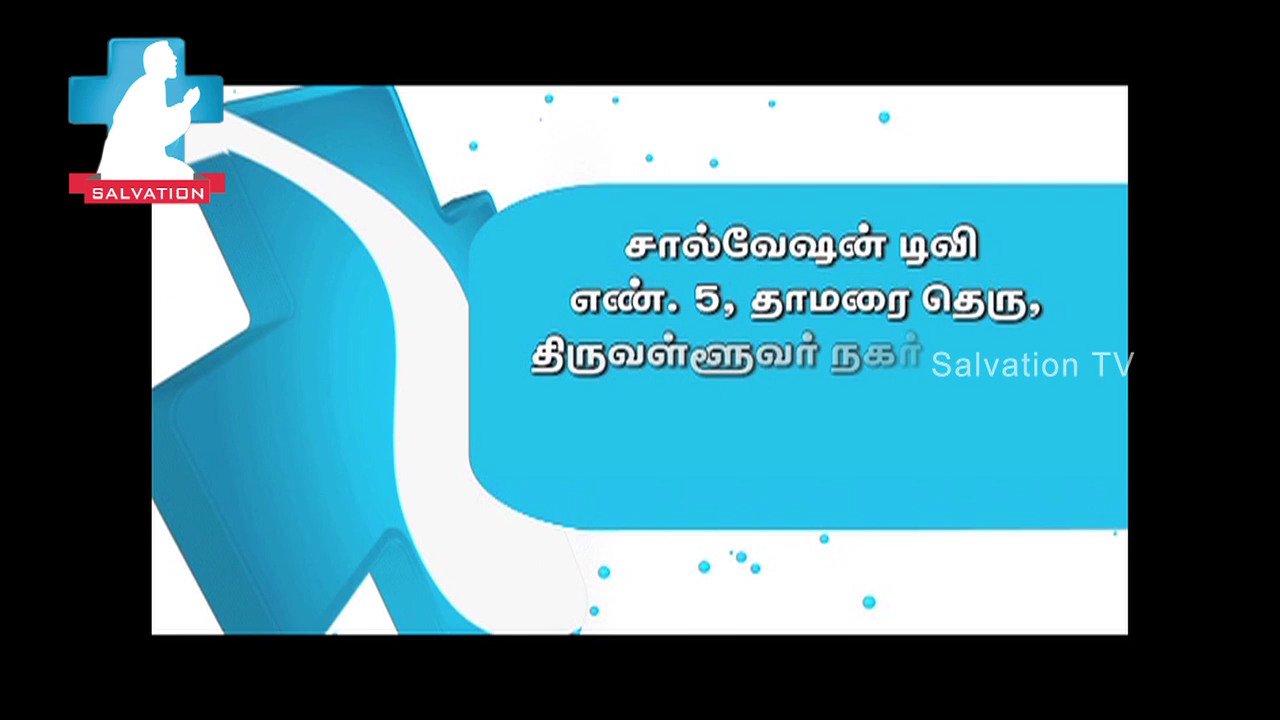 SALVATION
சால்வேஷன் டிவி
எண். 5, தாமரை தெரு,
திருவள்ளூவர் நகர்
Salvation TV